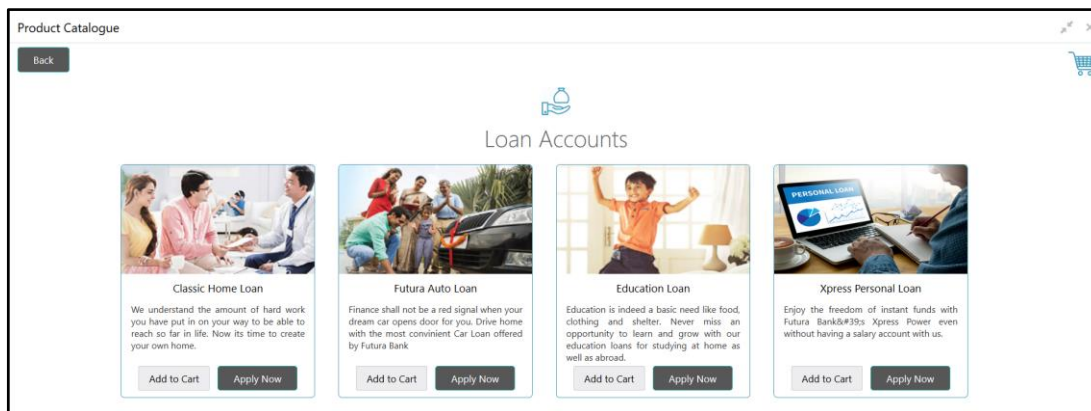 Product Catalogue
Back
Loan Accounts
PERSONAL LOAN
Classic Home Loan
We understand the amount of hard work
you have put in on your way to be able to
reach so far in life. Now its time to create
your own home.
Add to Cart
Apply Now
Futura Auto Loan
Finance shall not be a red signal when your
dream car opens door for you. Drive home
with the most convinient Car Loan offered
by Futura Bank
Add to Cart
Apply Now
Education Loan
Education is indeed a basic need like food,
clothing and shelter. Never miss an
opportunity to learn and grow with our
education loans for studying at home as
well as abroad.
Add to Cart
Apply Now
Xpress Personal Loan
Enjoy the freedom of instant funds with
Futura Bank&#39;s Xpress Power even
without having a salary account with us.
Add to Cart
Apply Now